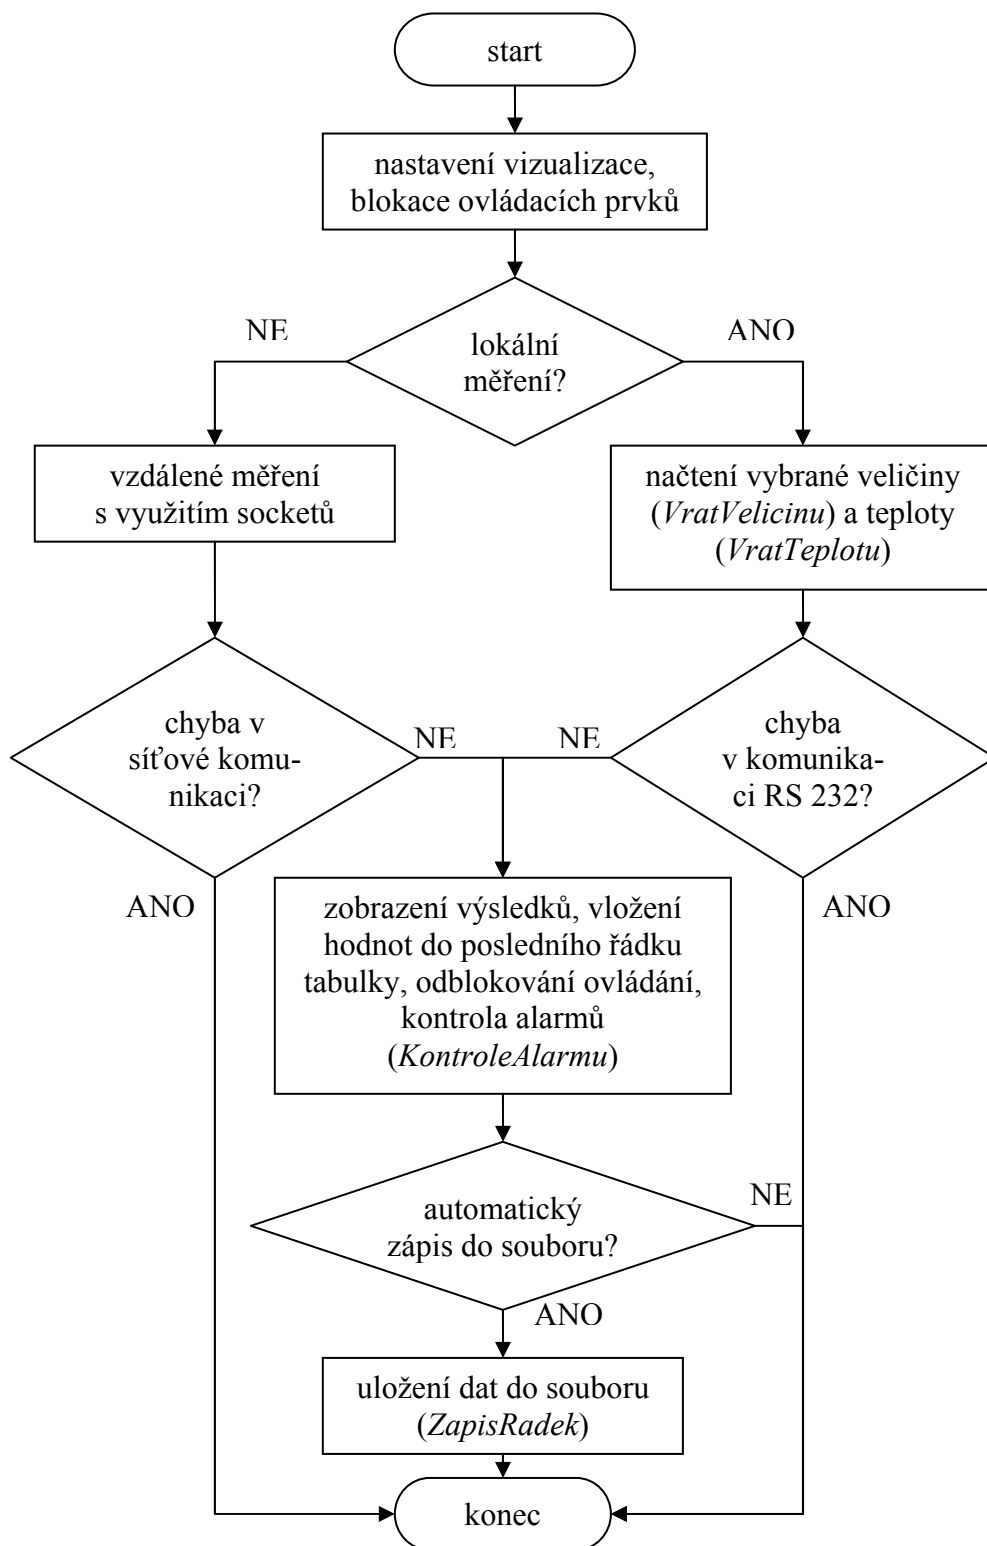 start
nastavení vizualizace,
blokace ovládacích prvků
NE
ANO
lokální
měření?
vzdálené měření
s využitím socketů
načtení vybrané veličiny
(VratVelicinu) a teploty
(VratTeplotu)
chyba v
síťové komu-
nikaci?
NE
NE
chyba
v komunika-
ci RS 232?
ANO
ANO
zobrazení výsledků, vložení
hodnot do posledního řádku
tabulky, odblokování ovládání,
kontrola alarmů
(KontroleAlarmu)
automatický
zápis do souboru?
NE
ANO
uložení dat do souboru
(ZapisRadek)
konec